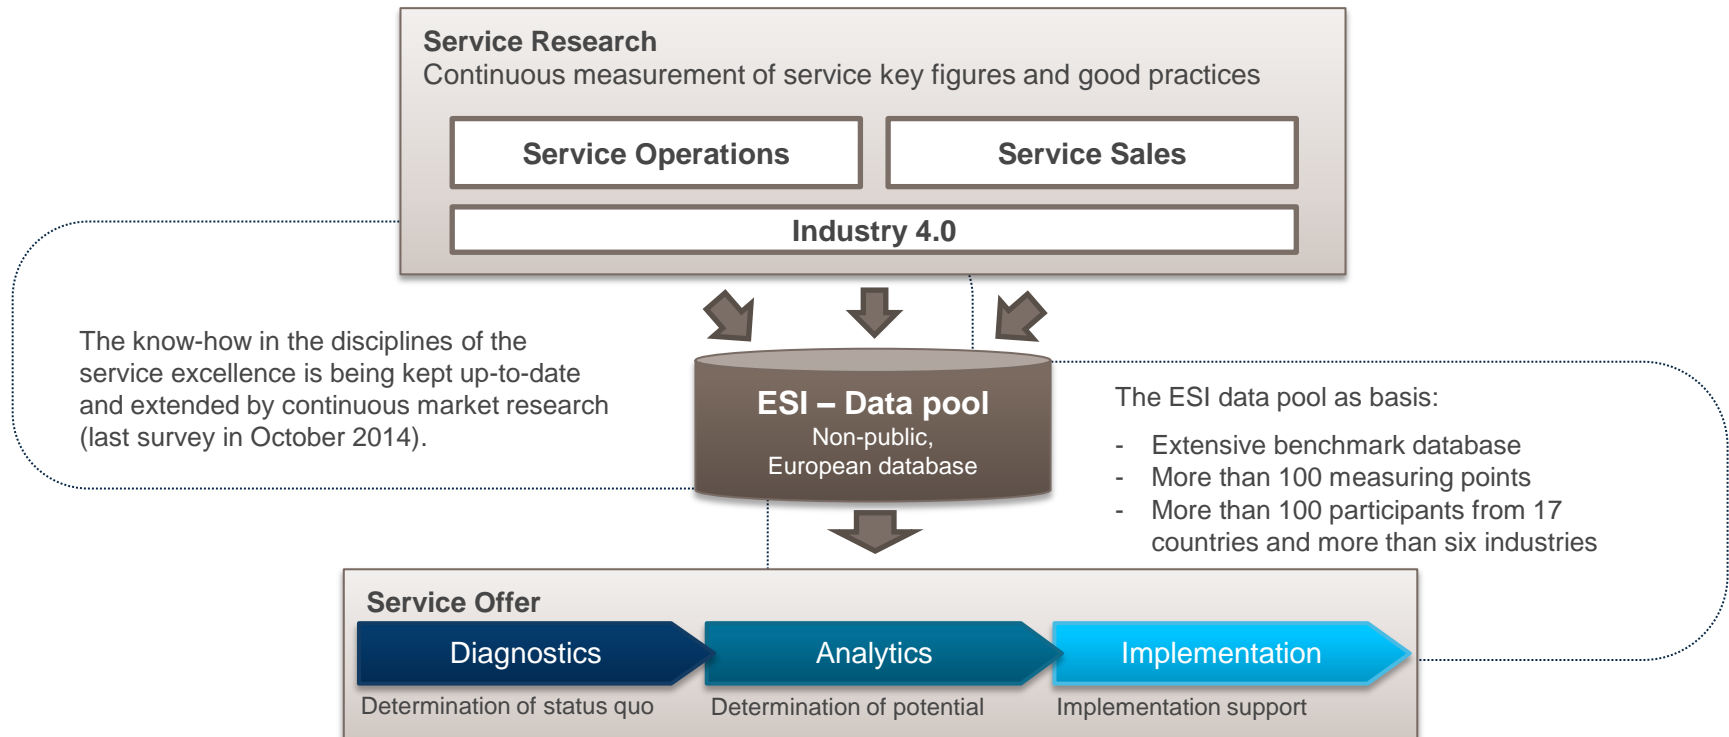 Service Research
Continuous measurement of service key figures and good practices
Service Operations
Service Sales
Industry 4.0
The know-how in the disciplines of the
service excellence is being kept up-to-date
and extended by continuous market research
(last survey in October 2014).
ESI – Data pool
Non-public,
European database
The ESI data pool as basis:
- Extensive benchmark database
- More than 100 measuring points
- More than 100 participants from 17
countries and more than six industries
Service Offer
Diagnostics
Analytics
Implementation
Determination of status quo
Determination of potential
Implementation support